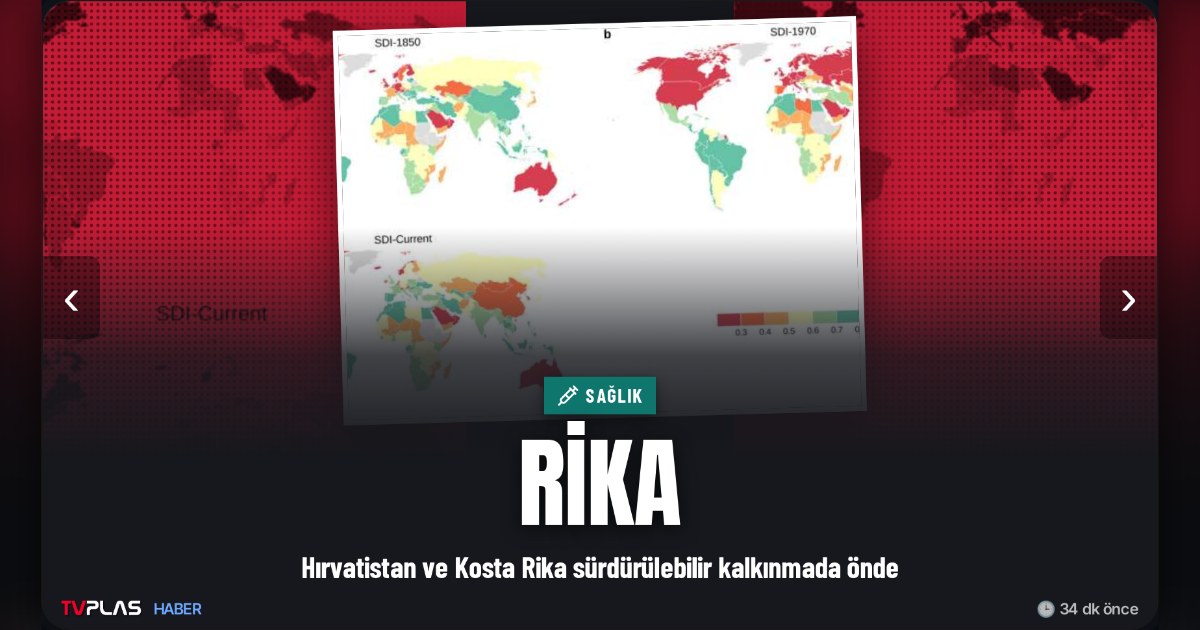 SDI-1850
b
SDI-1970
SDI-Current
SDI-Current
0.3 0.4 0.5 0.6 0.7
SAĞLIK
RİKA
Hırvatistan ve Kosta Rika sürdürülebilir kalkınmada önde
TVPLAS HABER
34 dk önce